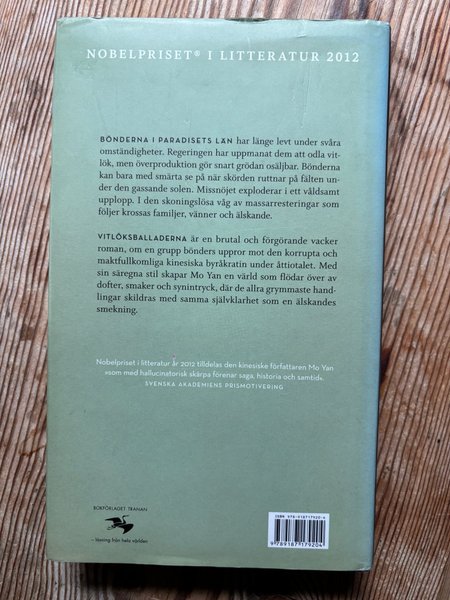 NOBELPRISET® I LITTERATUR 2012
BÖNDERNA I PARADISETS LÄN har länge levt under svåra
omständigheter. Regeringen har uppmanat dem att odla vit-
lök, men överproduktion gör snart grödan osäljbar. Bönderna
kan bara med smärta se på när skörden ruttnar på fälten un-
der den gassande solen. Missnöjet exploderar i ett våldsamt
upplopp. I den skoningslösa våg av massarresteringar som
följer krossas familjer, vänner och älskande.
VITLÖKSBALLADERNA är en brutal och förgörande vacker
roman, om en grupp bönders uppror mot den korrupta och
maktfullkomliga kinesiska byråkratin under åttiotalet. Med
sin säregna stil skapar Mo Yan en värld som flödar över av
dofter, smaker och synintryck, där de allra grymmaste hand-
lingar skildras med samma självklarhet som en älskandes
smekning.
Nobelpriset i litteratur år 2012 tilldelas den kinesiske författaren Mo Yan
»som med hallucinatorisk skärpa förenar saga, historia och samtid«.
SVENSKA AKADEMIENS PRISMOTIVERING
BOKFÖRLAGET TRANAN
– läsning från hela världen
ISBN 978-918717920-4
9 789187 179204